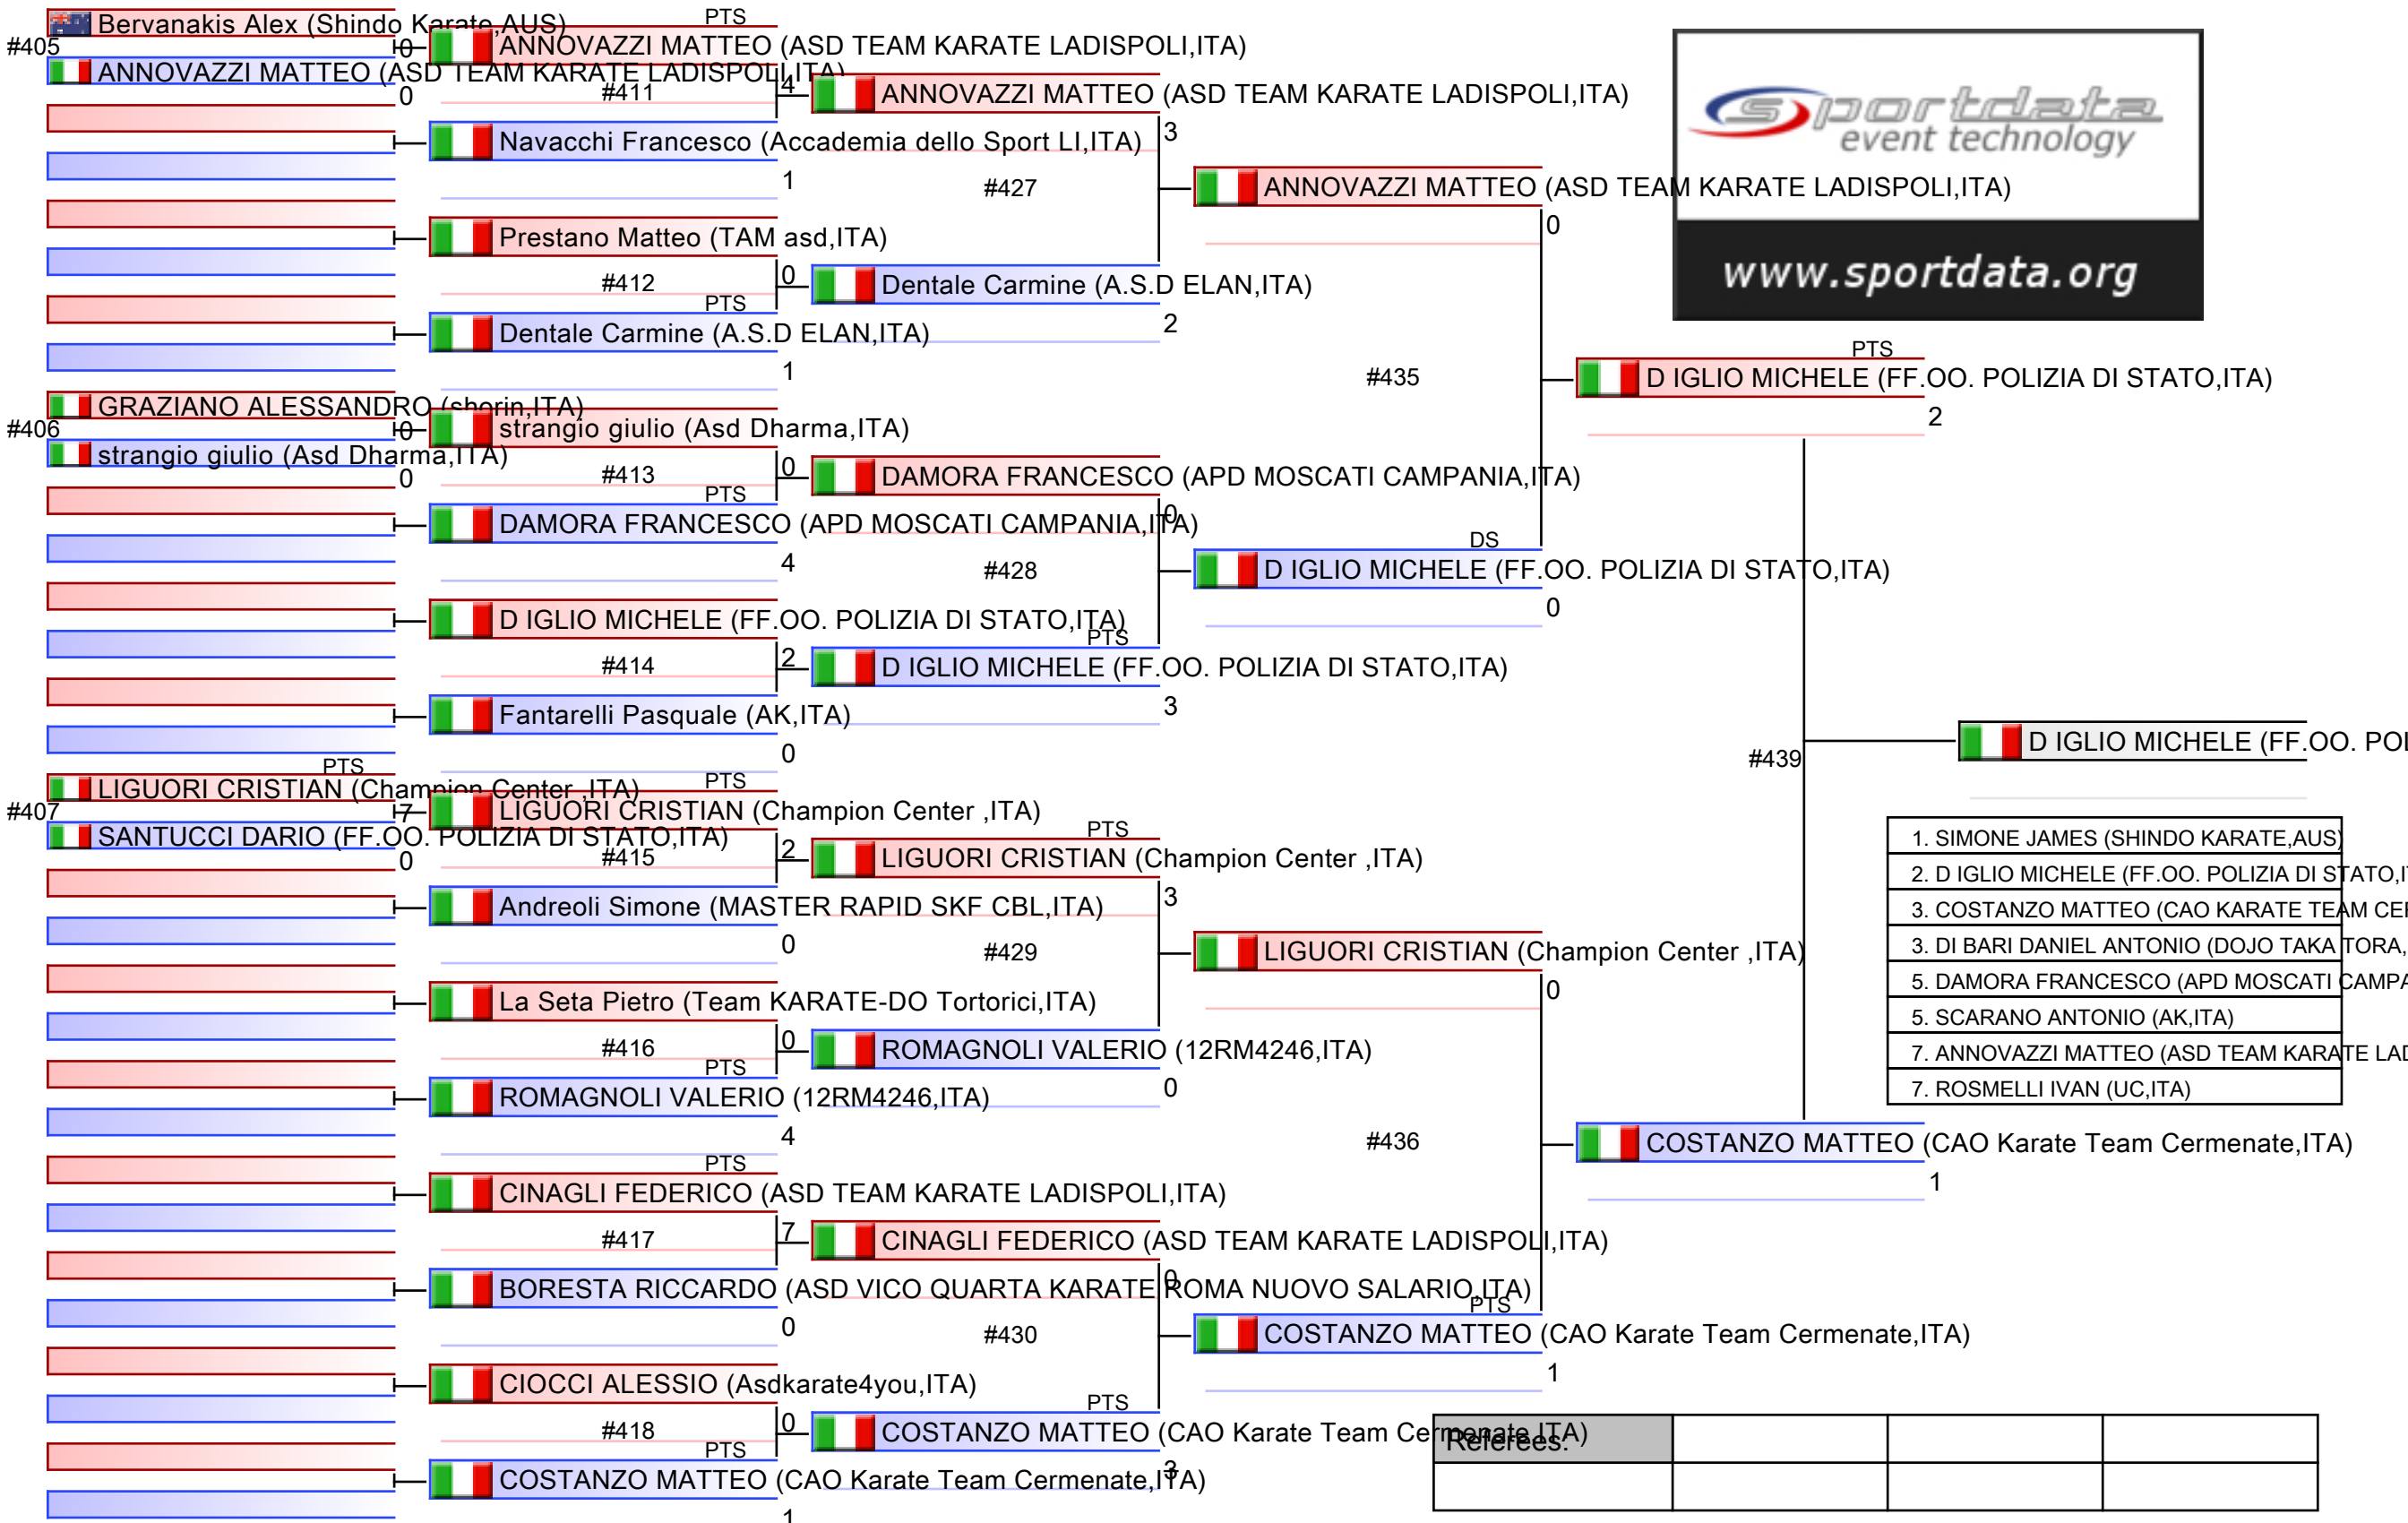 #405
Bervanakis Alex (Shindo Karate,AUS)
0
ANNOVAZZI MATTEO (ASD TEAM KARATE LADISPOLI,ITA)
0
#406
GRAZIANO ALESSANDRO (shorin,ITA)
0
strangio giulio (Asd Dharma,ITA)
0
#407
PTS
LIGUORI CRISTIAN (Champion Center ,ITA)
7
SANTUCCI DARIO (FF.OO. POLIZIA DI STATO,ITA)
0
PTS
ANNOVAZZI MATTEO (ASD TEAM KARATE LADISPOLI,ITA)
4
#411
Navacchi Francesco (Accademia dello Sport LI,ITA)
1
Prestano Matteo (TAM asd,ITA)
0
#412
PTS
Dentale Carmine (A.S.D ELAN,ITA)
1
strangio giulio (Asd Dharma,ITA)
0
#413
PTS
DAMORA FRANCESCO (APD MOSCATI CAMPANIA,ITA)
4
D IGLIO MICHELE (FF.OO. POLIZIA DI STATO,ITA)
2
#414
Fantarelli Pasquale (AK,ITA)
0
PTS
LIGUORI CRISTIAN (Champion Center ,ITA)
2
#415
Andreoli Simone (MASTER RAPID SKF CBL,ITA)
0
La Seta Pietro (Team KARATE-DO Tortorici,ITA)
0
#416
PTS
ROMAGNOLI VALERIO (12RM4246,ITA)
4
PTS
CINAGLI FEDERICO (ASD TEAM KARATE LADISPOLI,ITA)
7
#417
BORESTA RICCARDO (ASD VICO QUARTA KARATE ROMA NUOVO SALARIO,ITA)
0
CIOCCI ALESSIO (Asdkarate4you,ITA)
0
#418
PTS
COSTANZO MATTEO (CAO Karate Team Cermenate,ITA)
1
ANNOVAZZI MATTEO (ASD TEAM KARATE LADISPOLI,ITA)
3
#427
Dentale Carmine (A.S.D ELAN,ITA)
2
DAMORA FRANCESCO (APD MOSCATI CAMPANIA,ITA)
0
#428
PTS
D IGLIO MICHELE (FF.OO. POLIZIA DI STATO,ITA)
3
PTS
LIGUORI CRISTIAN (Champion Center ,ITA)
3
#429
ROMAGNOLI VALERIO (12RM4246,ITA)
0
CINAGLI FEDERICO (ASD TEAM KARATE LADISPOLI,ITA)
0
#430
PTS
COSTANZO MATTEO (CAO Karate Team Cermenate,ITA)
3
ANNOVAZZI MATTEO (ASD TEAM KARATE LADISPOLI,ITA)
0
#435
DS
D IGLIO MICHELE (FF.OO. POLIZIA DI STATO,ITA)
0
LIGUORI CRISTIAN (Champion Center ,ITA)
0
#436
PTS
COSTANZO MATTEO (CAO Karate Team Cermenate,ITA)
1
sportdata
event technology
www.sportdata.org
PTS
D IGLIO MICHELE (FF.OO. POLIZIA DI STATO,ITA)
2
#439
COSTANZO MATTEO (CAO Karate Team Cermenate,ITA)
1
D IGLIO MICHELE (FF.OO. POL
1. SIMONE JAMES (SHINDO KARATE,AUS)
2. D IGLIO MICHELE (FF.OO. POLIZIA DI STATO,I
3. COSTANZO MATTEO (CAO KARATE TEAM CE
3. DI BARI DANIEL ANTONIO (DOJO TAKA TORA,
5. DAMORA FRANCESCO (APD MOSCATI CAMPA
5. SCARANO ANTONIO (AK,ITA)
7. ANNOVAZZI MATTEO (ASD TEAM KARATE LAD
7. ROSMELLI IVAN (UC,ITA)
Referees: